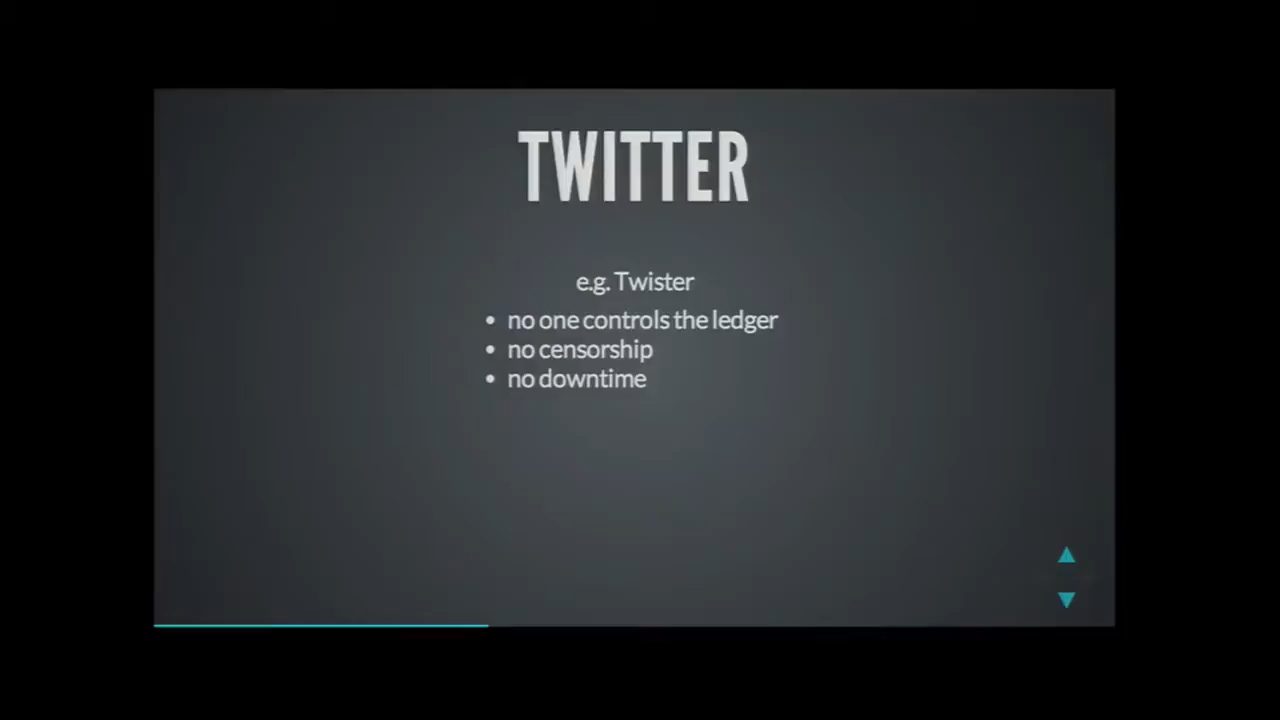 TWITTER
e.g. Twister
• no one controls the ledger
• no censorship
• no downtime